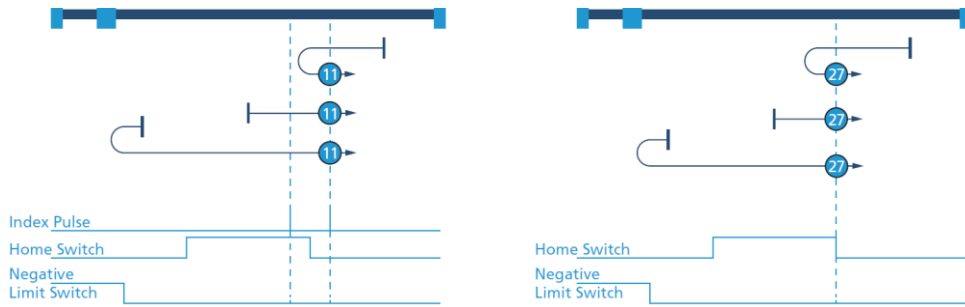 11
11
11
Index Pulse
Home Switch
Negative
Limit Switch
27
27
27
Home Switch
Negative
Limit Switch